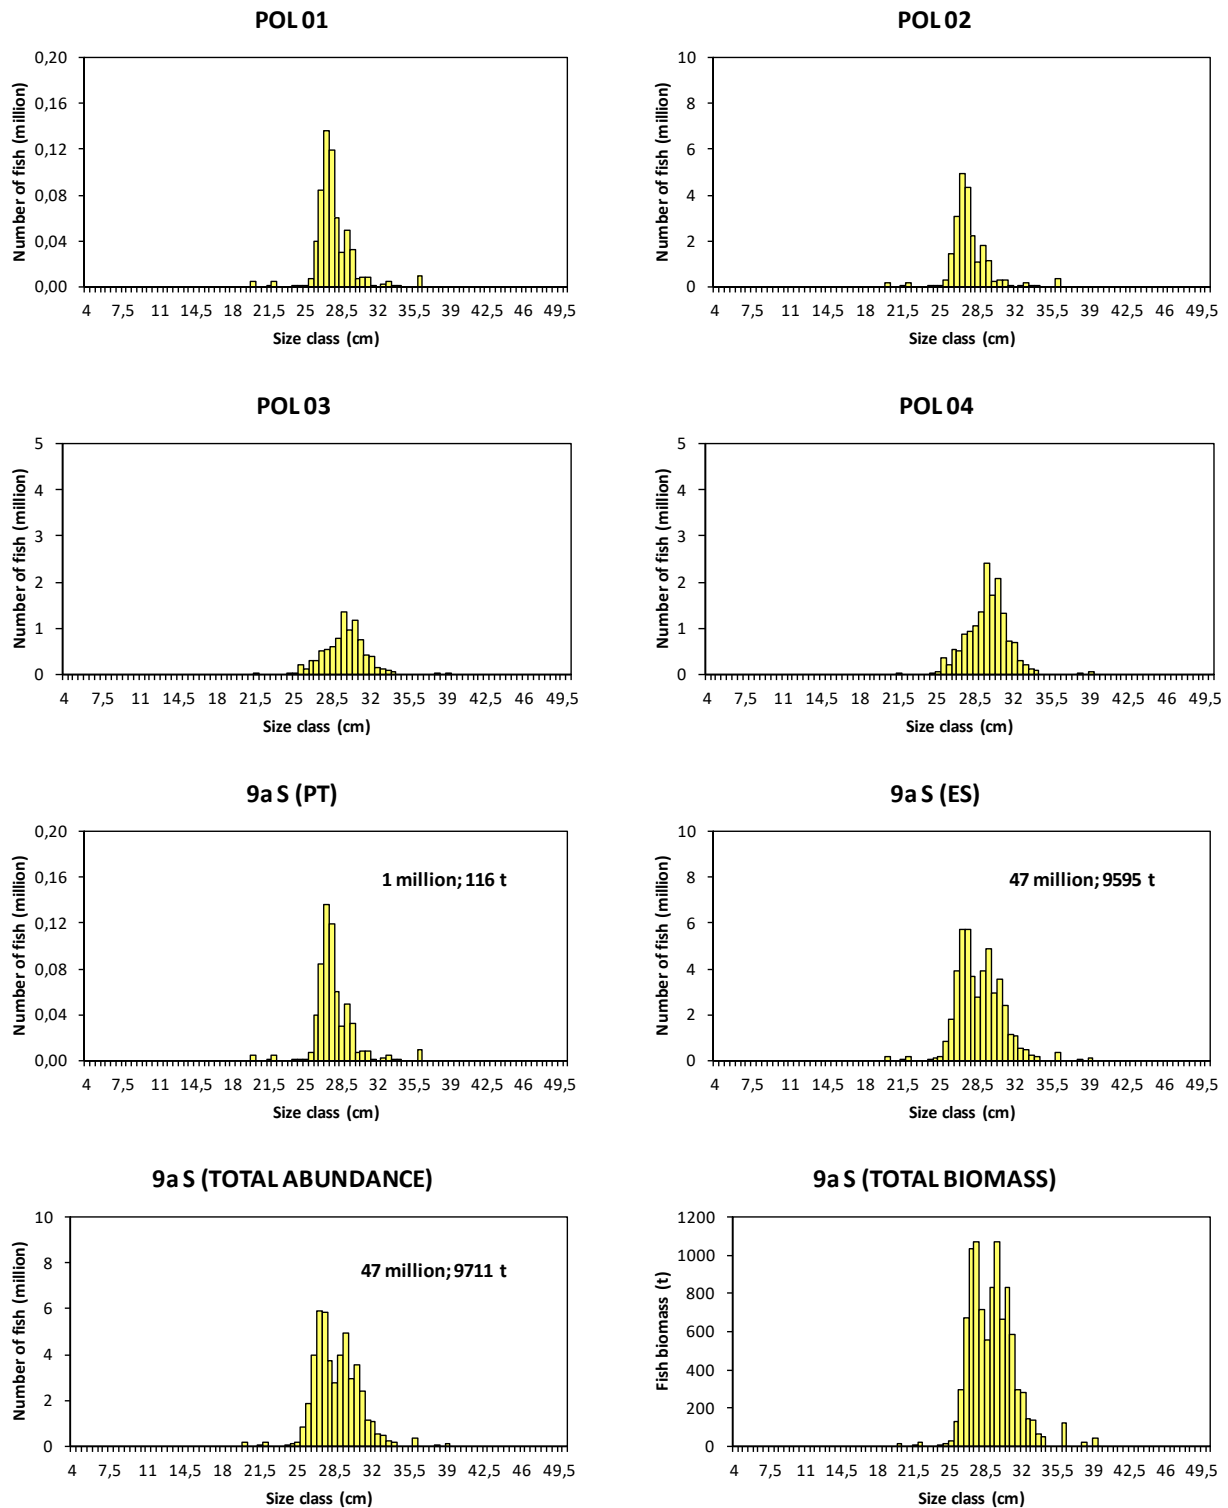 POL 01
POL 02
0,20
0,16
0,12
0,08
0,04
0,00
Number of fish (million)
4 7,5 11 14,5 18 21,5 25 28,5 32 35,5 39 42,5 46 49,5
Size class (cm)
10
8
6
4
2
0
Number of fish (million)
4 7,5 11 14,5 18 21,5 25 28,5 32 35,5 39 42,5 46 49,5
Size class (cm)
POL 03
POL 04
5
4
3
2
1
0
Number of fish (million)
4 7,5 11 14,5 18 21,5 25 28,5 32 35,5 39 42,5 46 49,5
Size class (cm)
5
4
3
2
1
0
Number of fish (million)
4 7,5 11 14,5 18 21,5 25 28,5 32 35,5 39 42,5 46 49,5
Size class (cm)
9a S (PT)
9a S (ES)
0,20
0,16
0,12
0,08
0,04
0,00
Number of fish (million)
1 million; 116 t
4 7,5 11 14,5 18 21,5 25 28,5 32 35,5 39 42,5 46 49,5
Size class (cm)
10
8
6
4
2
0
Number of fish (million)
47 million; 9595 t
4 7,5 11 14,5 18 21,5 25 28,5 32 35,5 39 42,5 46 49,5
Size class (cm)
9a S (TOTAL ABUNDANCE)
9a S (TOTAL BIOMASS)
10
8
6
4
2
0
Number of fish (million)
47 million; 9711 t
4 7,5 11 14,5 18 21,5 25 28,5 32 35,5 39 42,5 46 49,5
Size class (cm)
1200
1000
800
600
400
200
0
Fish biomass (t)
4 7,5 11 14,5 18 21,5 25 28,5 32 35,5 39 42,5 46 49,5
Size class (cm)